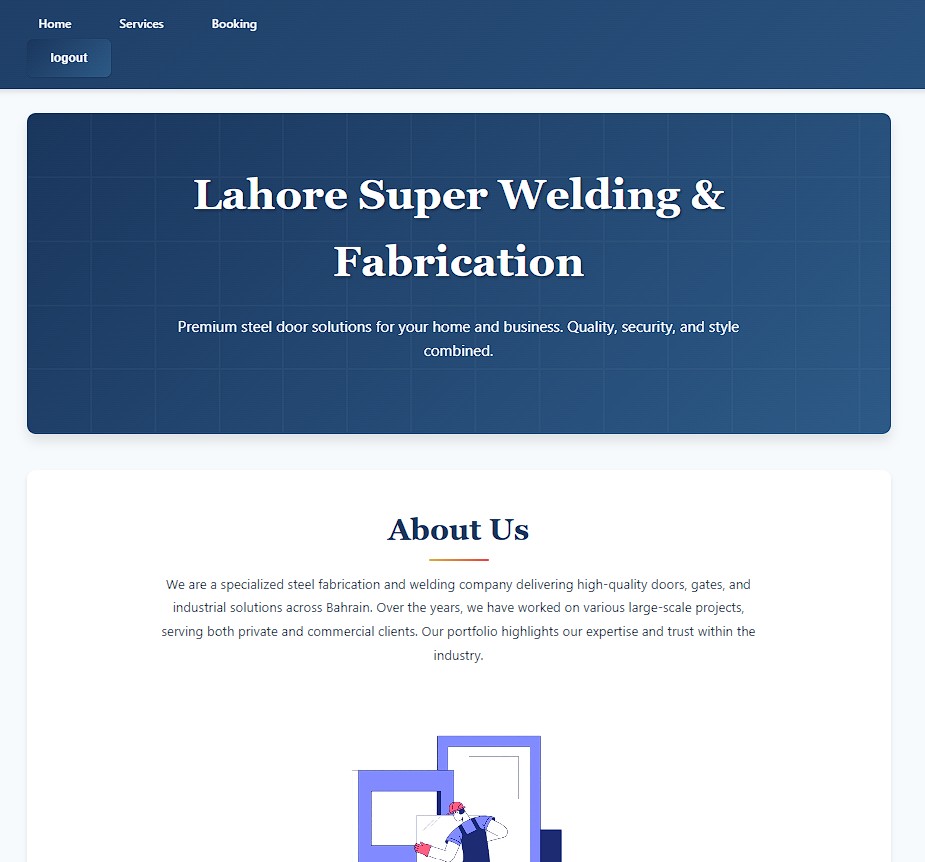 Home Services Booking
logout
Lahore Super Welding &
Fabrication
Premium steel door solutions for your home and business. Quality, security, and style
combined.
About Us
We are a specialized steel fabrication and welding company delivering high-quality doors, gates, and
industrial solutions across Bahrain. Over the years, we have worked on various large-scale projects,
serving both private and commercial clients. Our portfolio highlights our expertise and trust within the
industry.